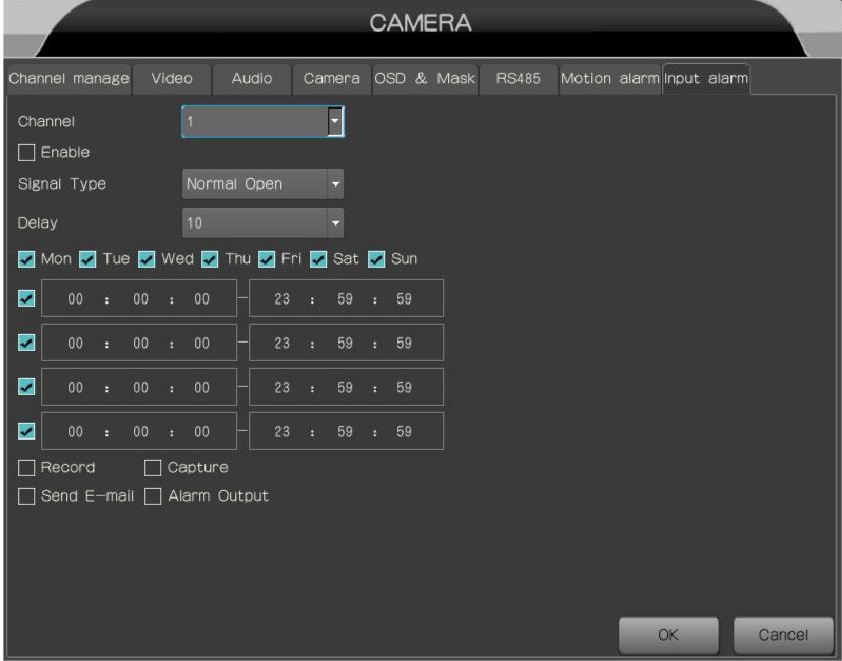 CAMERA
Channel manage Video Audio Camera OSD & Mask RS485 Motion alarm Input alarm
Channel 1
Enable
Signal Type Normal Open
Delay 10
Mon Tue Wed Thu Fri Sat Sun
00 : 00 : 00 — 23 : 59 : 59
00 : 00 : 00 — 23 : 59 : 59
00 : 00 : 00 — 23 : 59 : 59
00 : 00 : 00 — 23 : 59 : 59
Record Capture
Send E-mail Alarm Output
OK Cancel